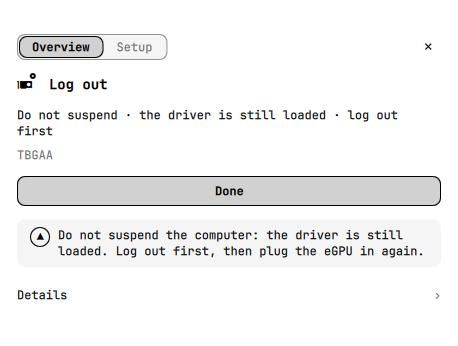 Overview Setup ×
Log out
Do not suspend · the driver is still loaded · log out
first
TBGAA
Done
Do not suspend the computer: the driver is still
loaded. Log out first, then plug the eGPU in again.
Details ›